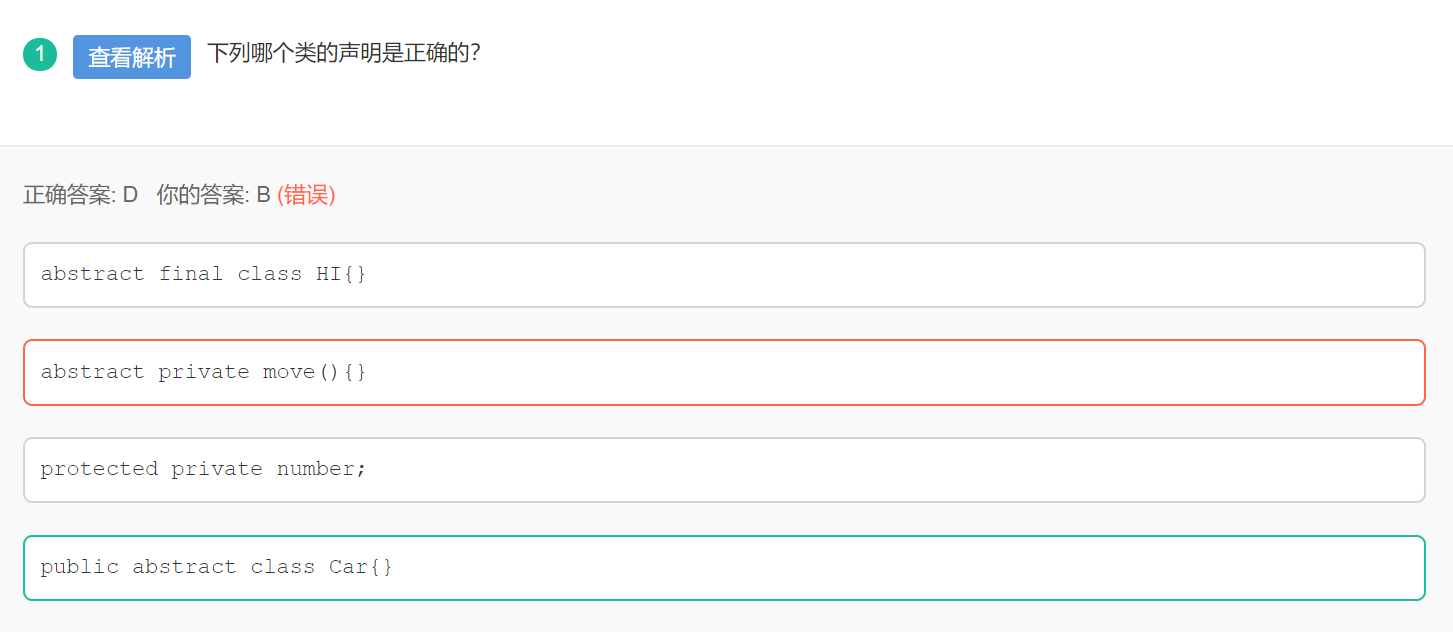 1 查看解析 下列哪个类的声明是正确的?
正确答案: D 你的答案: B (错误)
abstract final class HI{}
abstract private move(){}
protected private number;
public abstract class Car{}